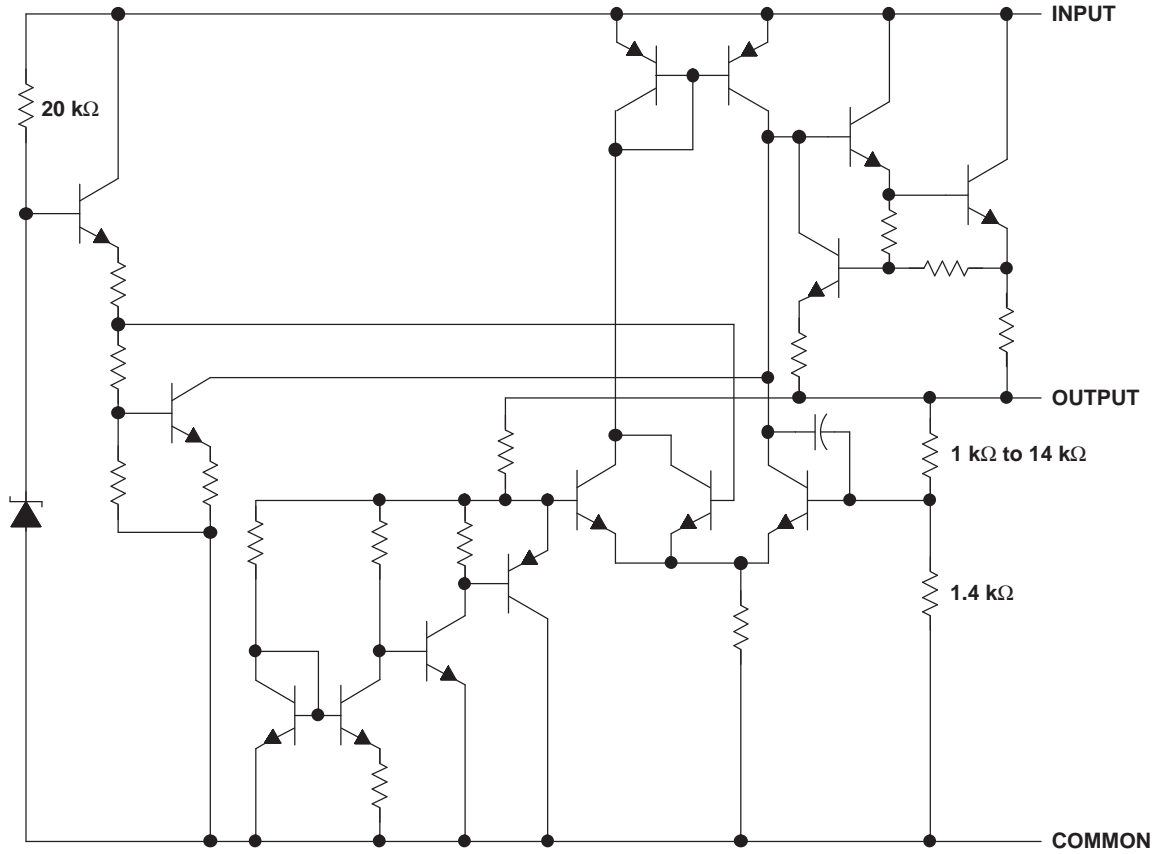 INPUT
20 kΩ
OUTPUT
1 kΩ to 14 kΩ
1.4 kΩ
COMMON